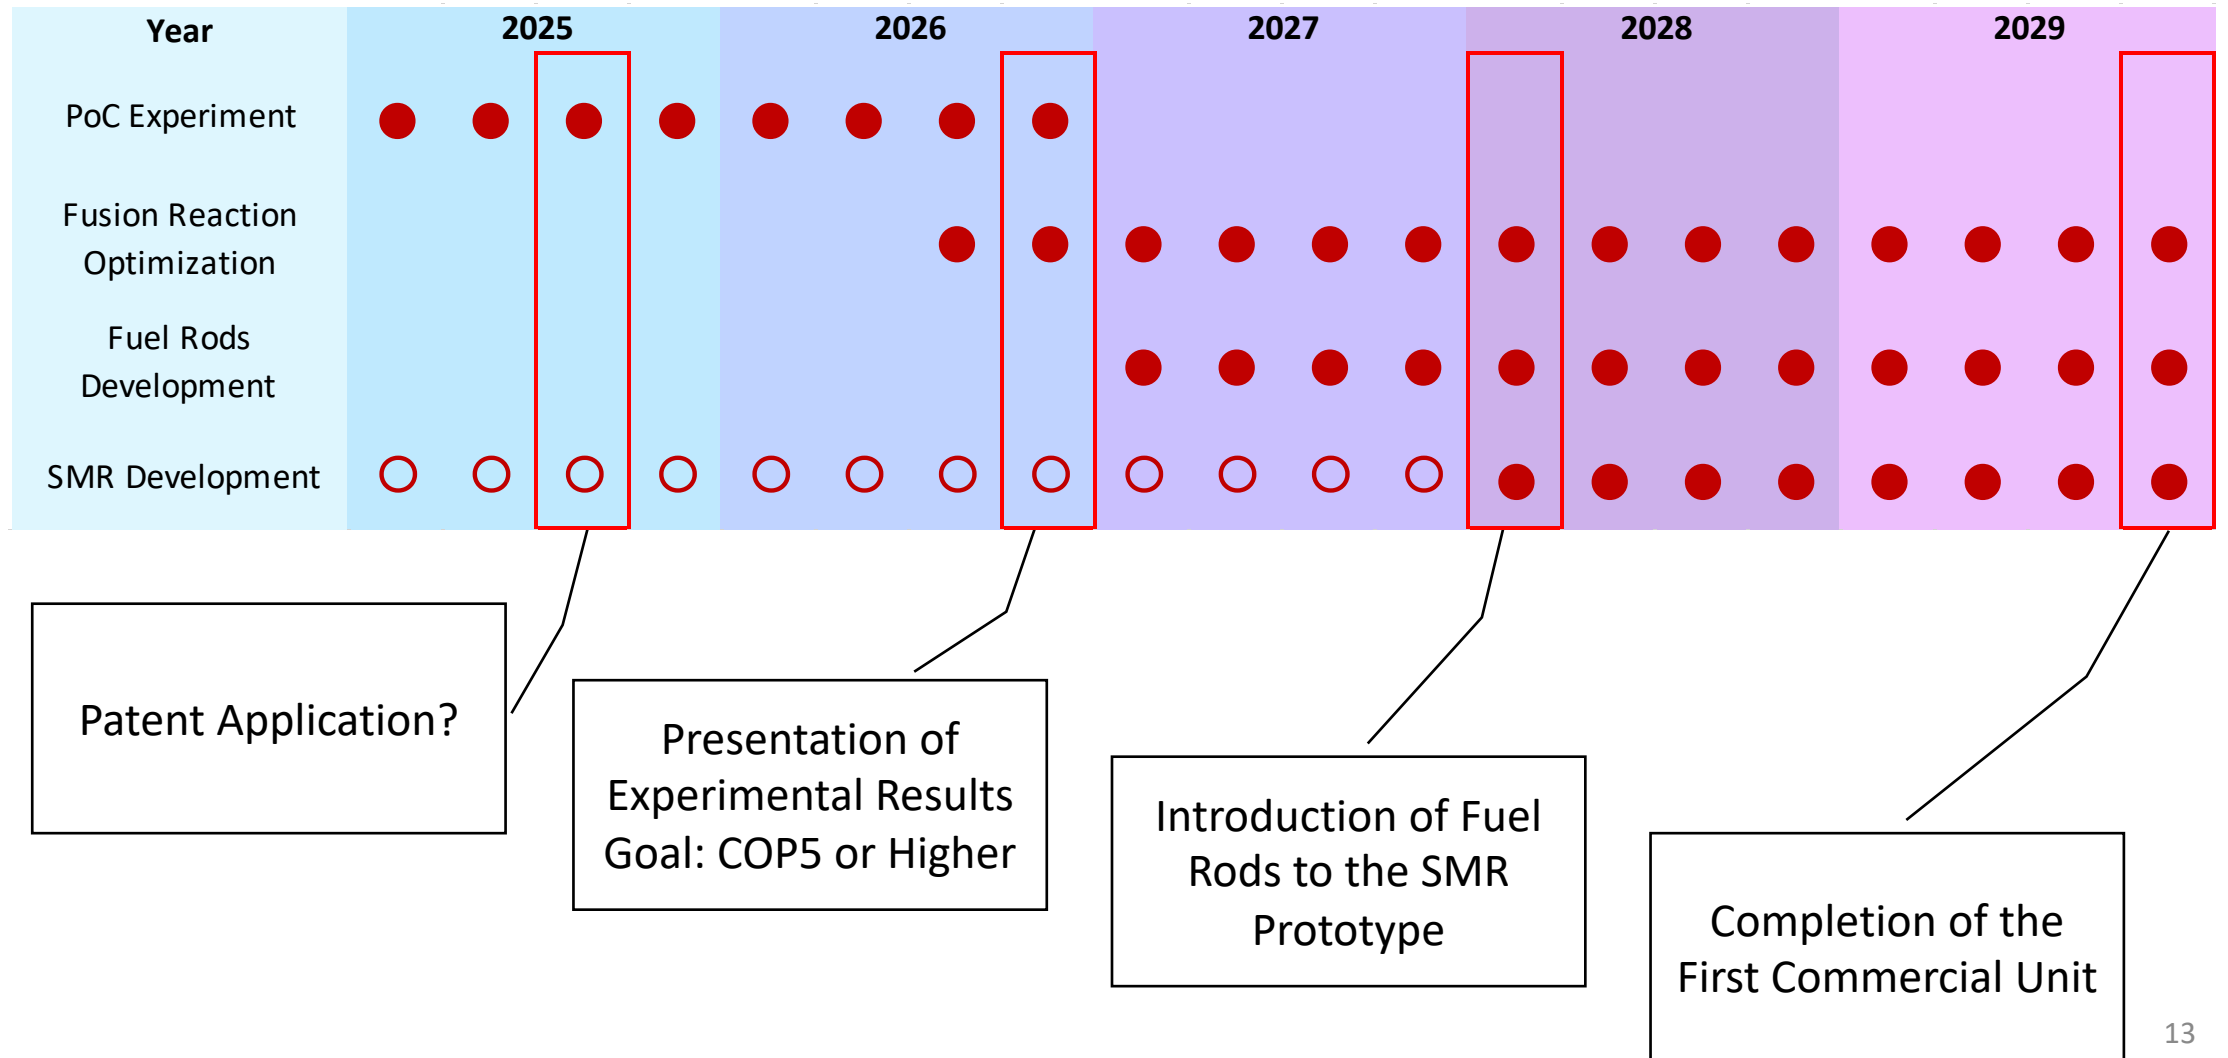 Year 2025 2026 2027 2028 2029
PoC Experiment
Fusion Reaction
Optimization
Fuel Rods
Development
SMR Development
Patent Application?
Presentation of
Experimental Results
Goal: COP5 or Higher
Introduction of Fuel
Rods to the SMR
Prototype
Completion of the
First Commercial Unit
13